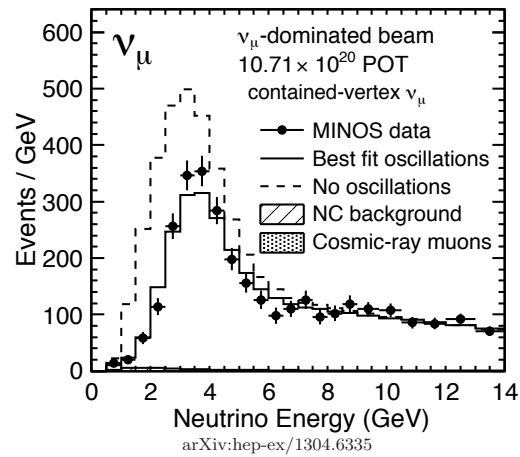 ν_μ
ν_μ-dominated beam
10.71 × 10²⁰ POT
contained-vertex ν_μ
MINOS data
Best fit oscillations
No oscillations
NC background
Cosmic-ray muons
Events / GeV
600
500
400
300
200
100
0
0 2 4 6 8 10 12 14
Neutrino Energy (GeV)
arXiv:hep-ex/1304.6335